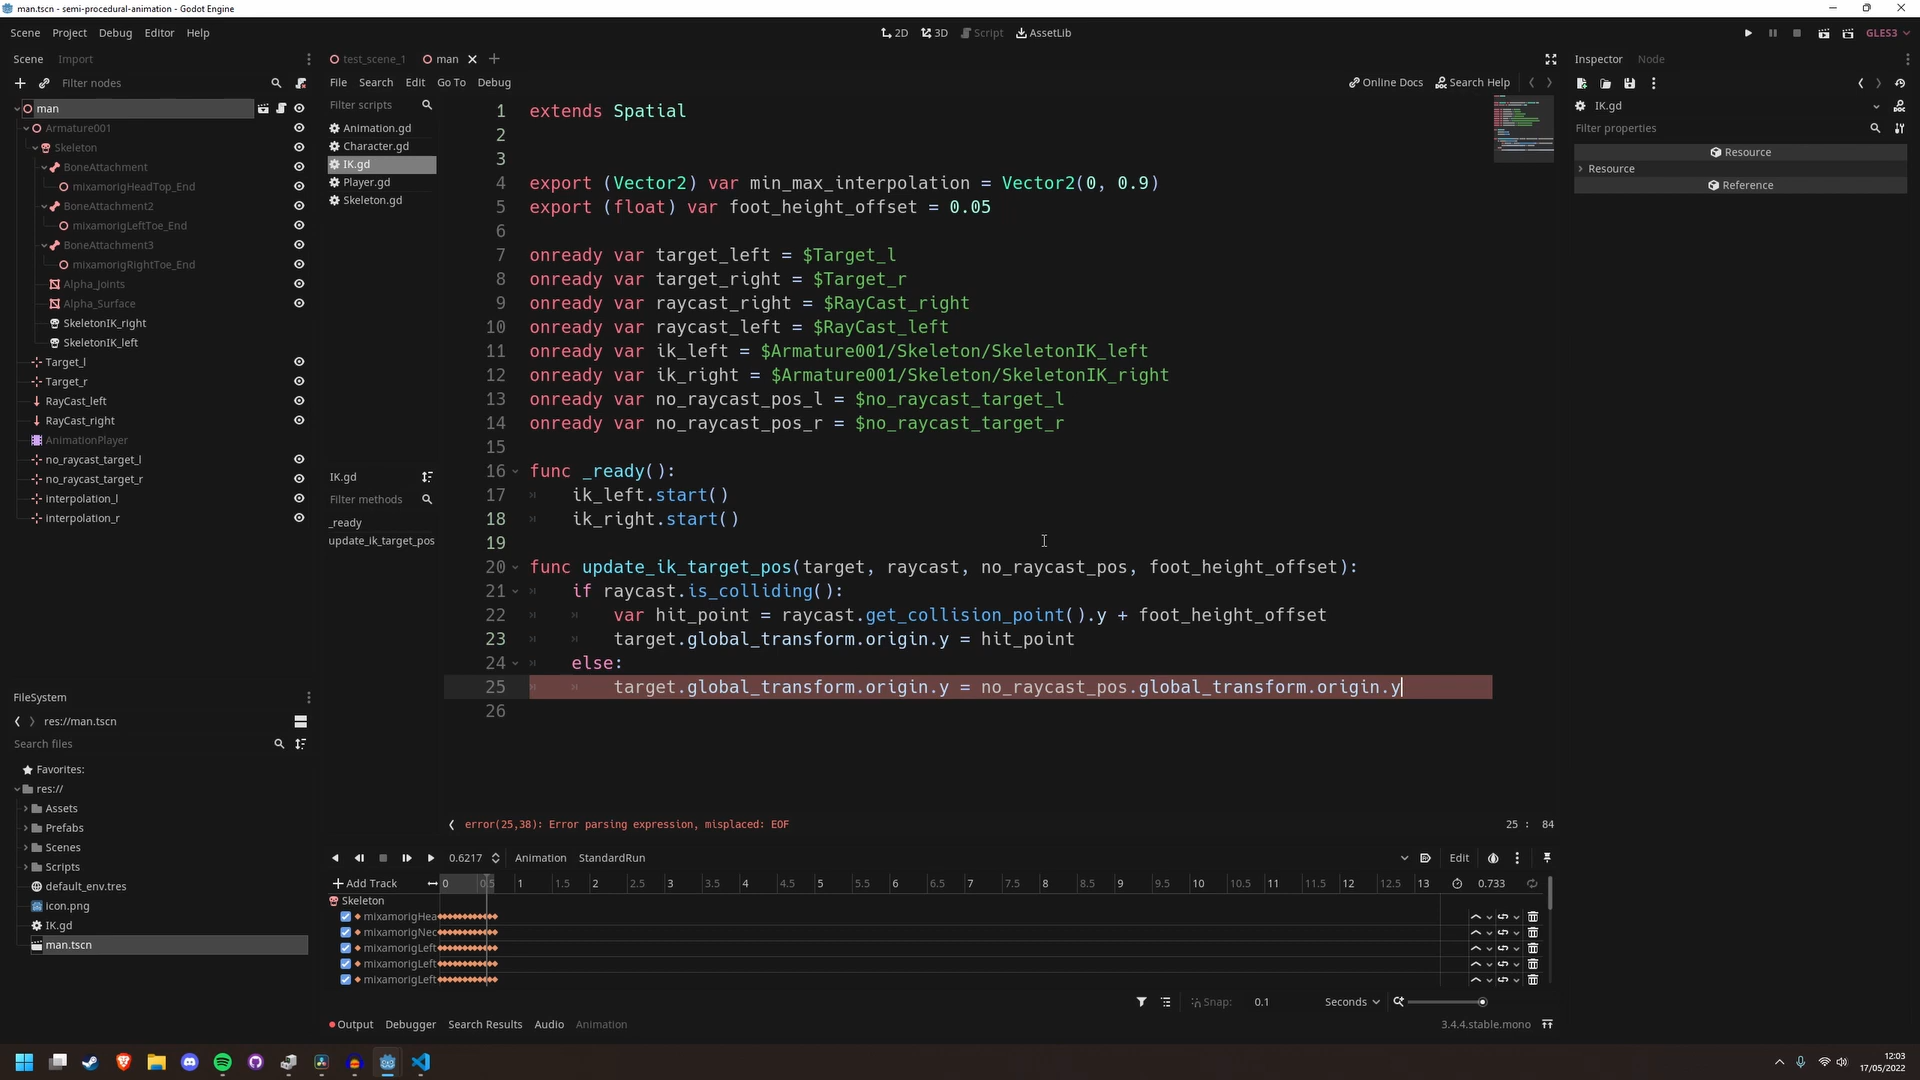 man.tscn - semi-procedural-animation - Godot Engine
Scene Project Debug Editor Help
2D 3D Script AssetLib
GLES3
Scene Import
Filter nodes
man
Armature001
Skeleton
BoneAttachment
mixamorigHeadTop_End
BoneAttachment2
mixamorigLeftToe_End
BoneAttachment3
mixamorigRightToe_End
Alpha_Joints
Alpha_Surface
SkeletonIK_right
SkeletonIK_left
Target_l
Target_r
RayCast_left
RayCast_right
AnimationPlayer
no_raycast_target_l
no_raycast_target_r
interpolation_l
interpolation_r
FileSystem
res://man.tscn
Search files
Favorites:
res://
Assets
Prefabs
Scenes
Scripts
default_env.tres
icon.png
IK.gd
man.tscn
test_scene_1 man
File Search Edit Go To Debug
Online Docs Search Help
Filter scripts
Animation.gd
Character.gd
IK.gd
Player.gd
Skeleton.gd
IK.gd
Filter methods
_ready
update_ik_target_pos
1 extends Spatial
2
3
4 export (Vector2) var min_max_interpolation = Vector2(0, 0.9)
5 export (float) var foot_height_offset = 0.05
6
7 onready var target_left = $Target_l
8 onready var target_right = $Target_r
9 onready var raycast_right = $RayCast_right
10 onready var raycast_left = $RayCast_left
11 onready var ik_left = $Armature001/Skeleton/SkeletonIK_left
12 onready var ik_right = $Armature001/Skeleton/SkeletonIK_right
13 onready var no_raycast_pos_l = $no_raycast_target_l
14 onready var no_raycast_pos_r = $no_raycast_target_r
15
16 func _ready():
17 ik_left.start()
18 ik_right.start()
19
20 func update_ik_target_pos(target, raycast, no_raycast_pos, foot_height_offset):
21 if raycast.is_colliding():
22 var hit_point = raycast.get_collision_point().y + foot_height_offset
23 target.global_transform.origin.y = hit_point
24 else:
25 target.global_transform.origin.y = no_raycast_pos.global_transform.origin.y
26
error(25,38): Error parsing expression, misplaced: EOF
25 : 84
0.6217 Animation StandardRun Edit
Add Track 0 0.5 1 1.5 2 2.5 3 3.5 4 4.5 5 5.5 6 6.5 7 7.5 8 8.5 9 9.5 10 10.5 11 11.5 12 12.5 13 0.733
Skeleton
mixamorigHea
mixamorigNec
mixamorigLeft
mixamorigLeft
mixamorigLeft
Snap: 0.1 Seconds
Output Debugger Search Results Audio Animation
3.4.4.stable.mono
Inspector Node
IK.gd
Filter properties
Resource
Resource
Reference
12:03
17/05/2022